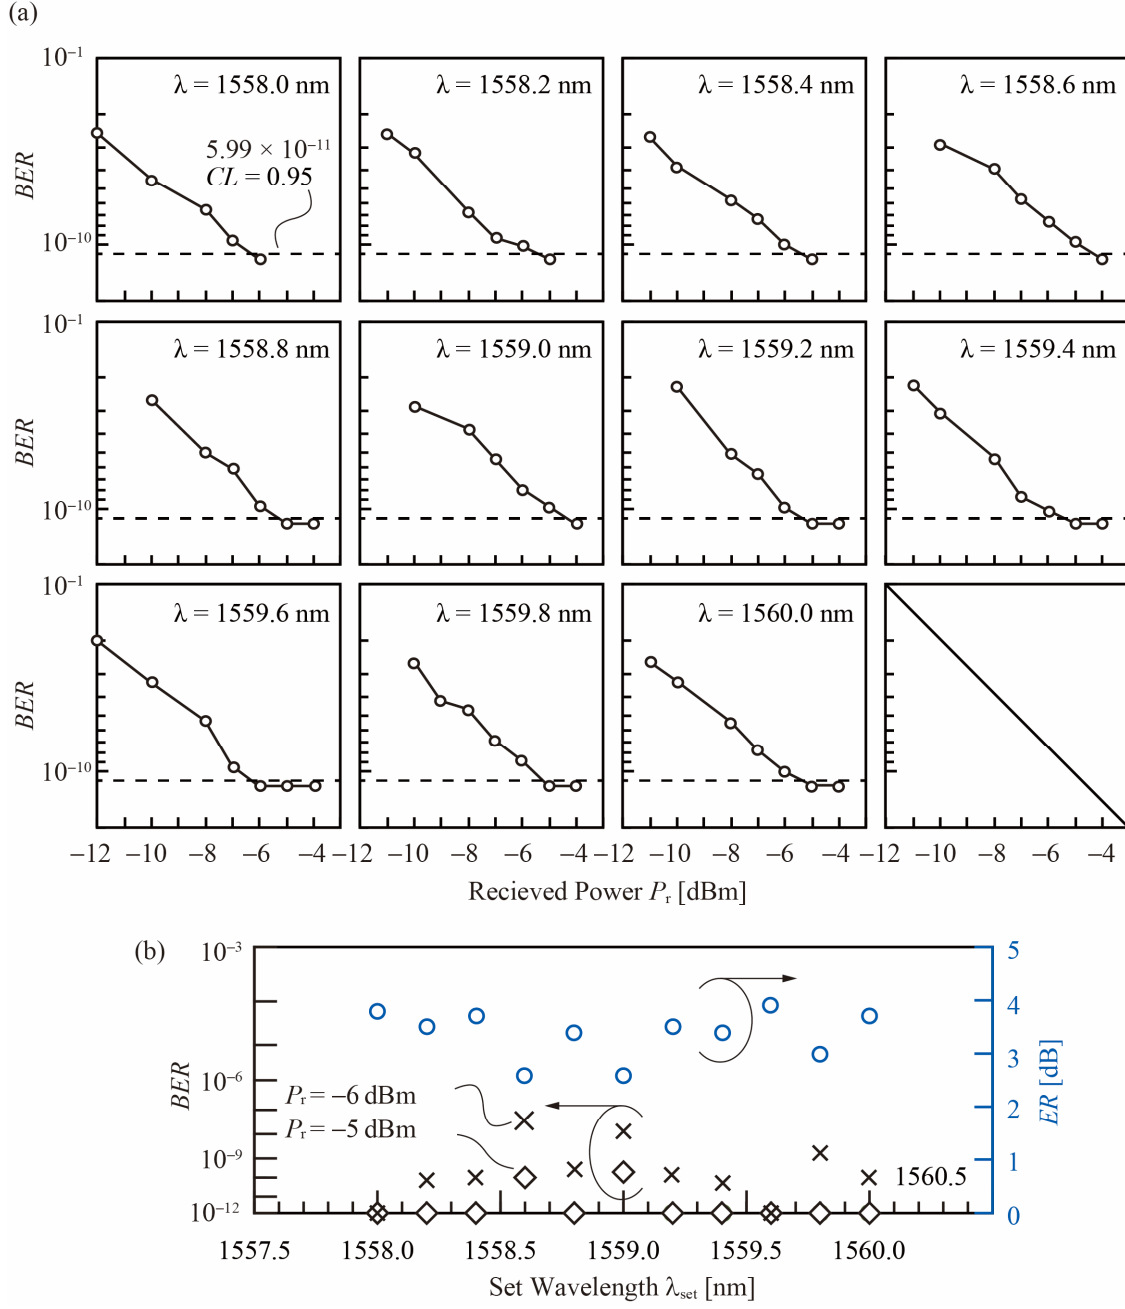 (a)
10⁻¹
λ = 1558.0 nm
λ = 1558.2 nm
λ = 1558.4 nm
λ = 1558.6 nm
5.99 × 10⁻¹¹
CL = 0.95
BER
10⁻¹⁰
10⁻¹
λ = 1558.8 nm
λ = 1559.0 nm
λ = 1559.2 nm
λ = 1559.4 nm
BER
10⁻¹⁰
10⁻¹
λ = 1559.6 nm
λ = 1559.8 nm
λ = 1560.0 nm
BER
10⁻¹⁰
−12 −10 −8 −6 −4 −12 −10 −8 −6 −4 −12 −10 −8 −6 −4 −12 −10 −8 −6 −4
Recieved Power Pᵣ [dBm]
(b)
10⁻³
5
4
3
BER
10⁻⁶
Pᵣ = −6 dBm
ER [dB]
2
Pᵣ = −5 dBm
10⁻⁹
1
1560.5
10⁻¹²
0
1557.5 1558.0 1558.5 1559.0 1559.5 1560.0
Set Wavelength λset [nm]